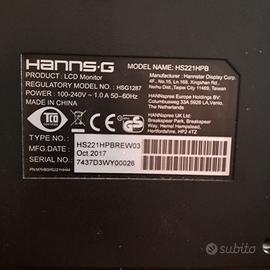 HANNS·G
MODEL NAME: HS221HPB
PRODUCT : LCD Monitor
REGULATORY MODEL NO.: HSG1287
POWER : 100-240V ~ 1.0 A 50–60Hz
MADE IN CHINA
Manufacturer: Hannstar Display Corp.
4F., No.15, Ln.168, Xingshan Rd.,
Neihu Dist., Taipei City 11469, Taiwan
HANNspree Europe Holdings BV
Columbusweg 33A 5928 LA, Venlo,
The Netherlands
HANNspree UK Ltd
Breakspear Park, Breakspear
Way, Hemel Hempstead,
Hertfordshire, HP2 4TZ
TCO
TYPE NO :
HS221HPBREW03
MFG. DATE :
Oct 2017
SERIAL NO :
7437D3WY00026
subito